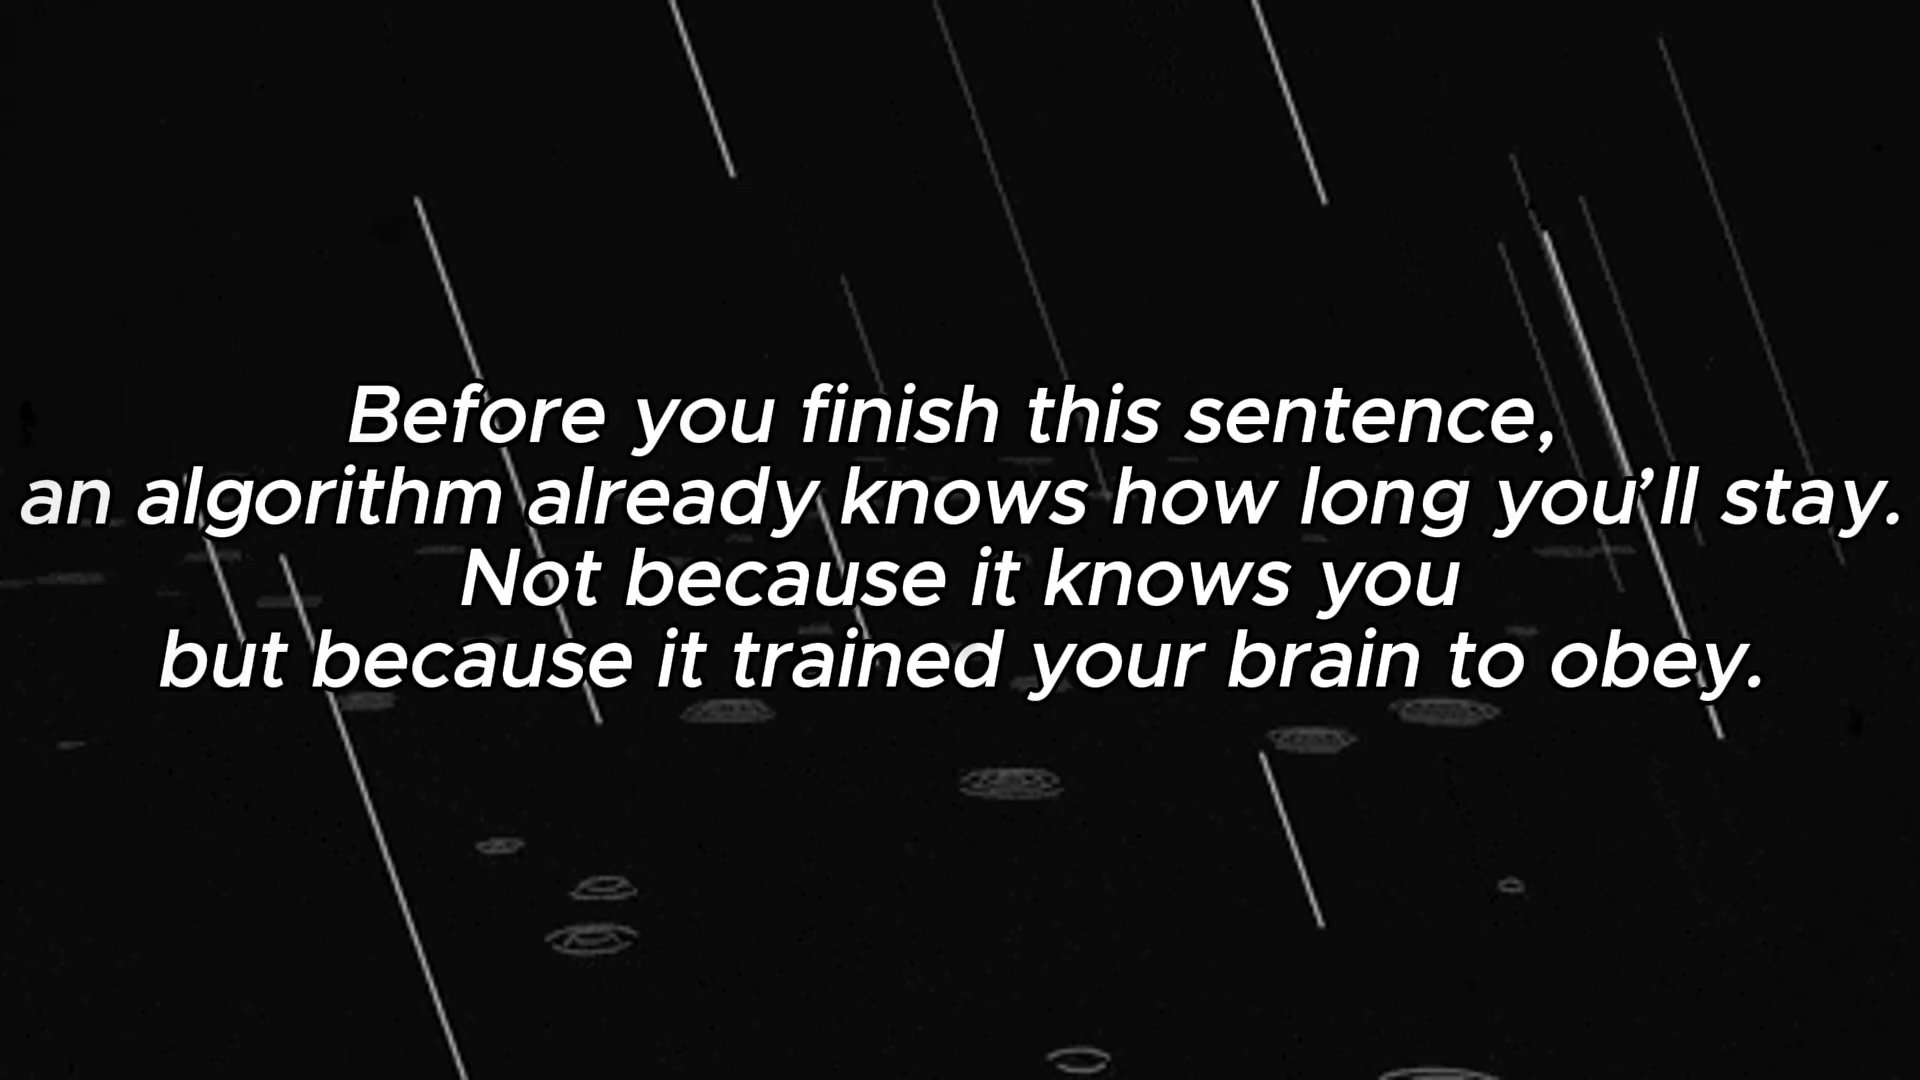 Before you finish this sentence,
an algorithm already knows how long you’ll stay.
Not because it knows you
but because it trained your brain to obey.